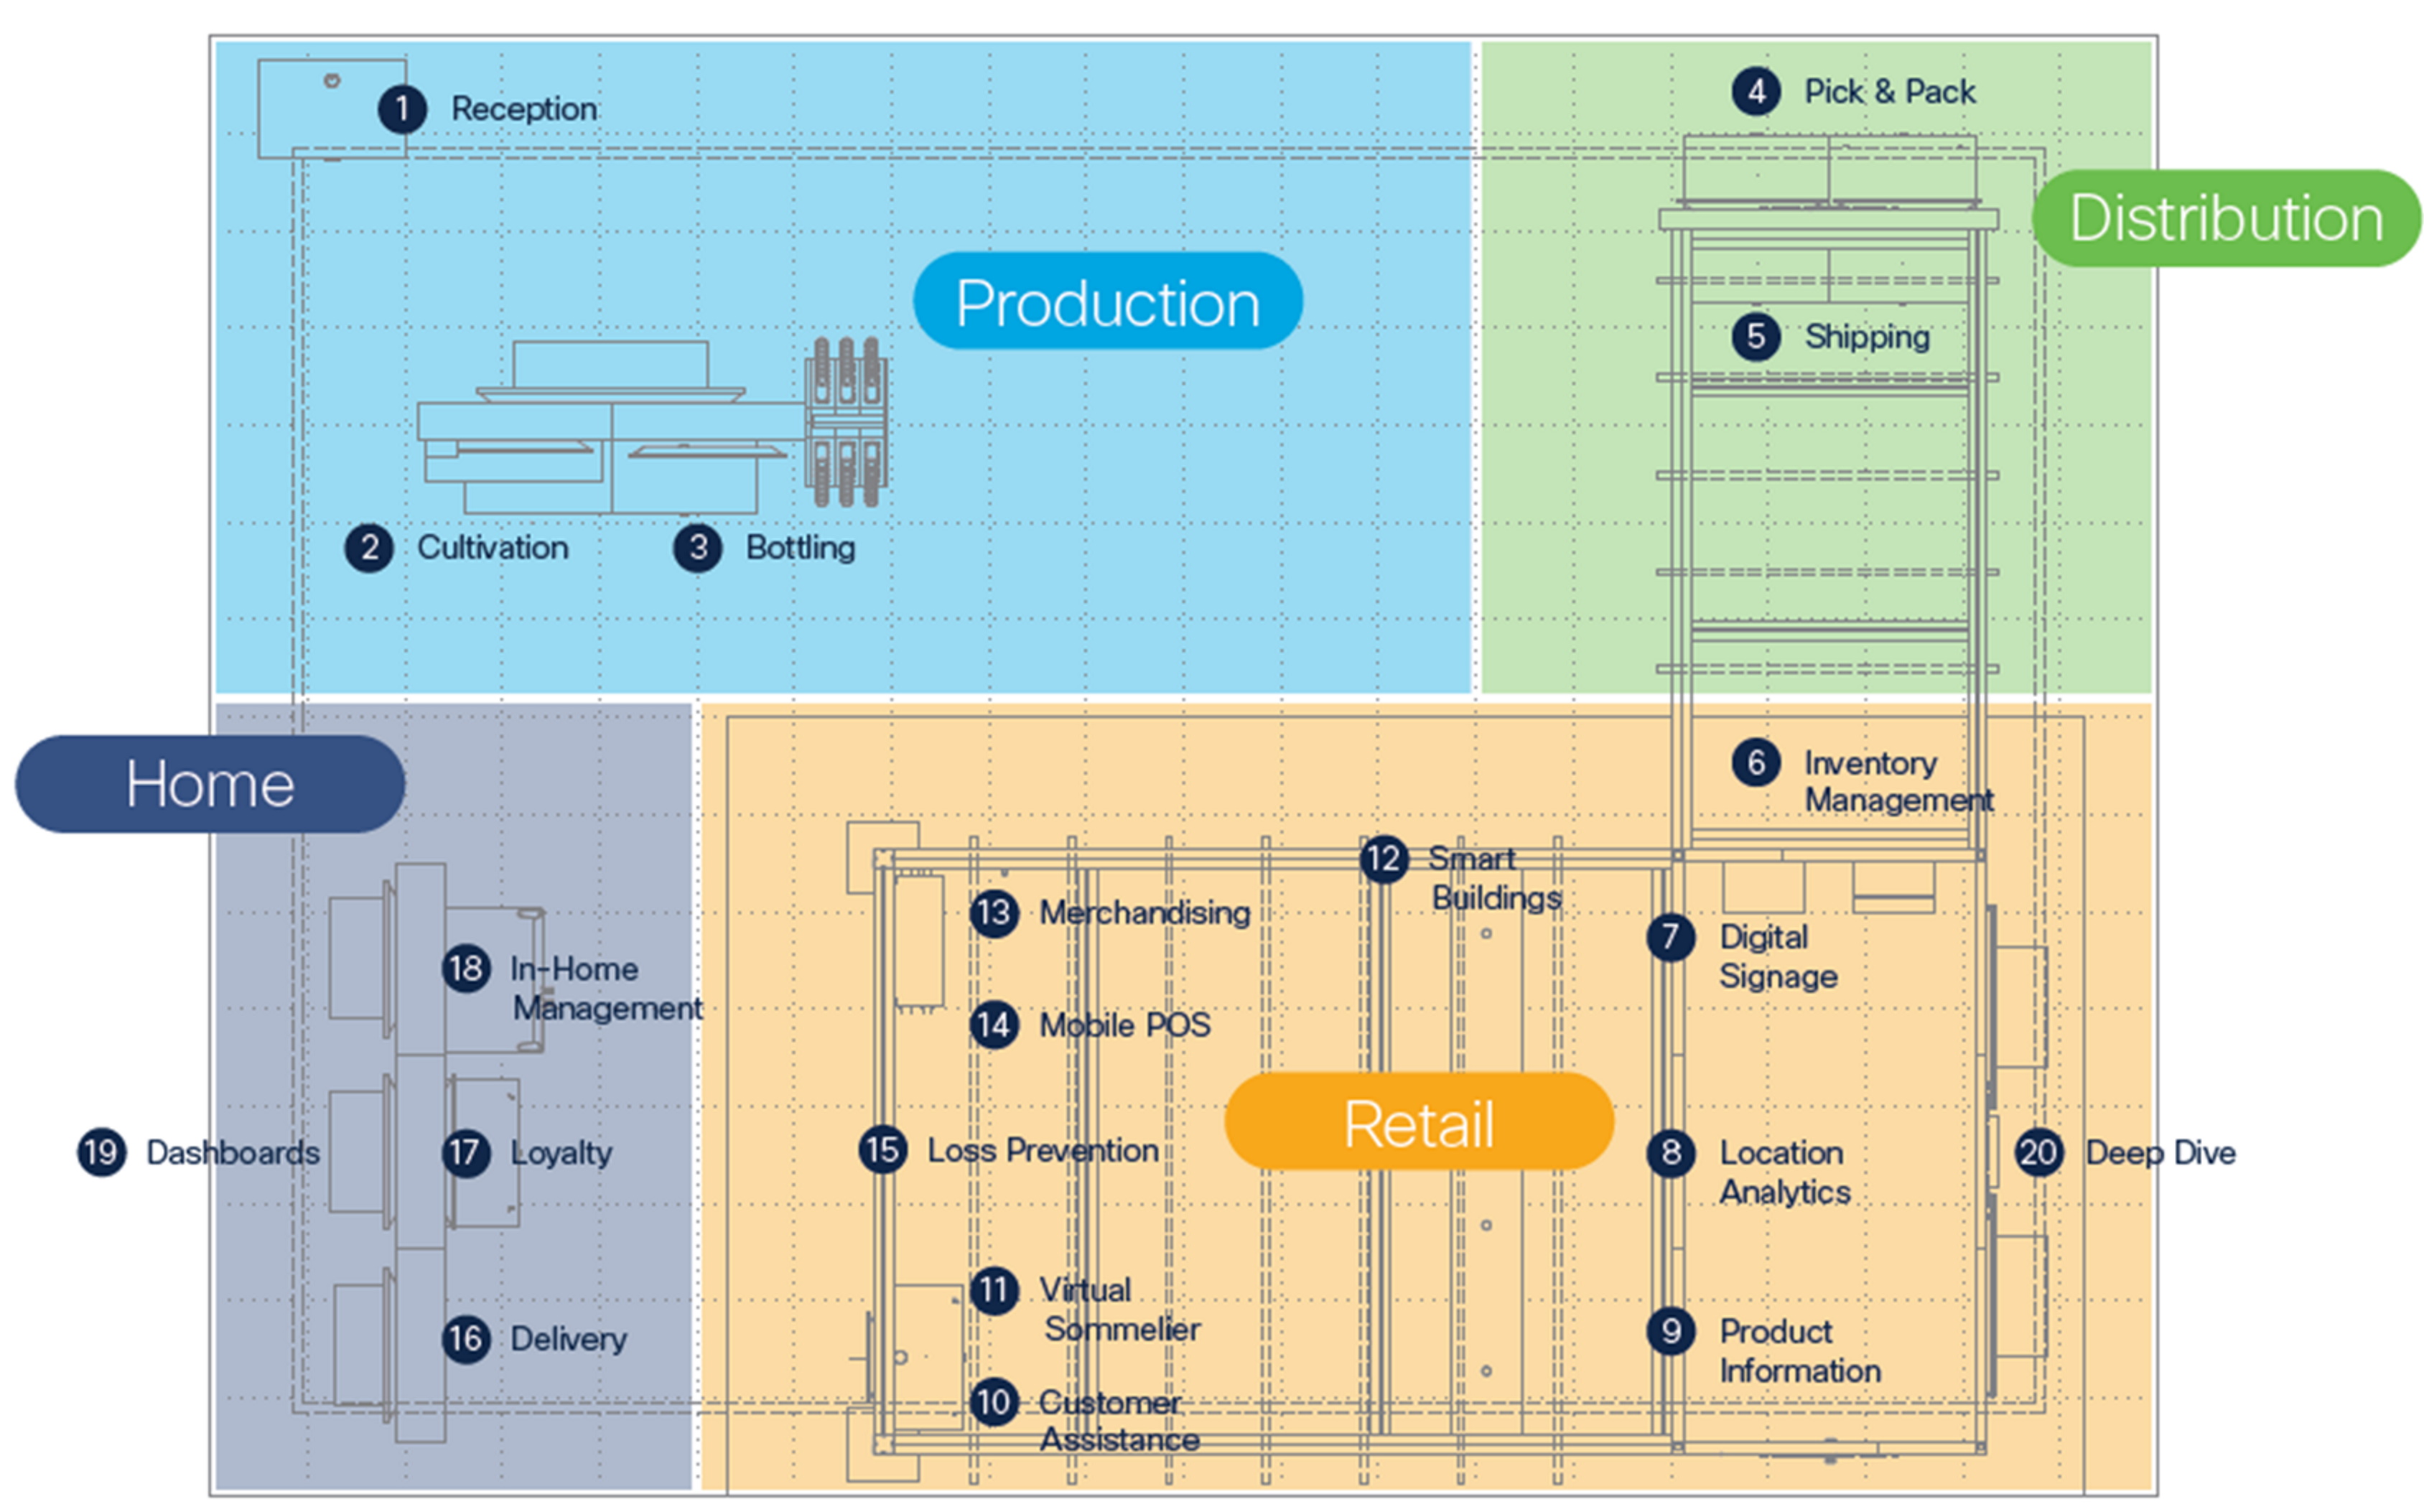 1 Reception
4 Pick & Pack
Distribution
Production
5 Shipping
2 Cultivation
3 Bottling
Home
6 Inventory
Management
12 Smart
Buildings
13 Merchandising
7 Digital
Signage
18 In-Home
Management
14 Mobile POS
Retail
19 Dashboards
17 Loyalty
15 Loss Prevention
8 Location
Analytics
20 Deep Dive
11 Virtual
Sommelier
16 Delivery
9 Product
Information
10 Customer
Assistance